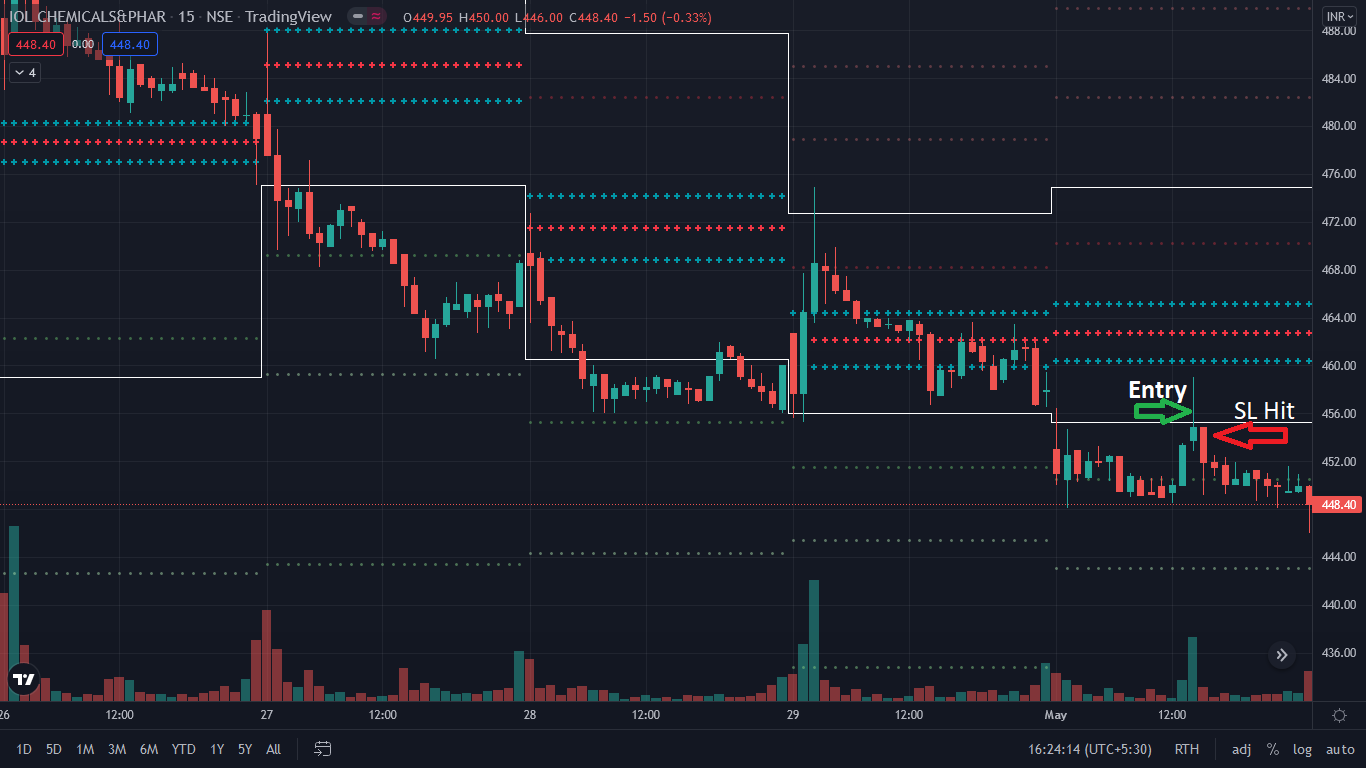 IOL CHEMICALS&PHAR · 15 · NSE · TradingView O449.95 H450.00 L446.00 C448.40 −1.50 (−0.33%)
INR
448.40 0.00 448.40
4
488.00
484.00
480.00
476.00
472.00
468.00
464.00
460.00
Entry
SL Hit
456.00
452.00
448.40
444.00
440.00
436.00
26 12:00 27 12:00 28 12:00 29 12:00 May 12:00
1D 5D 1M 3M 6M YTD 1Y 5Y All 16:24:14 (UTC+5:30) RTH adj % log auto